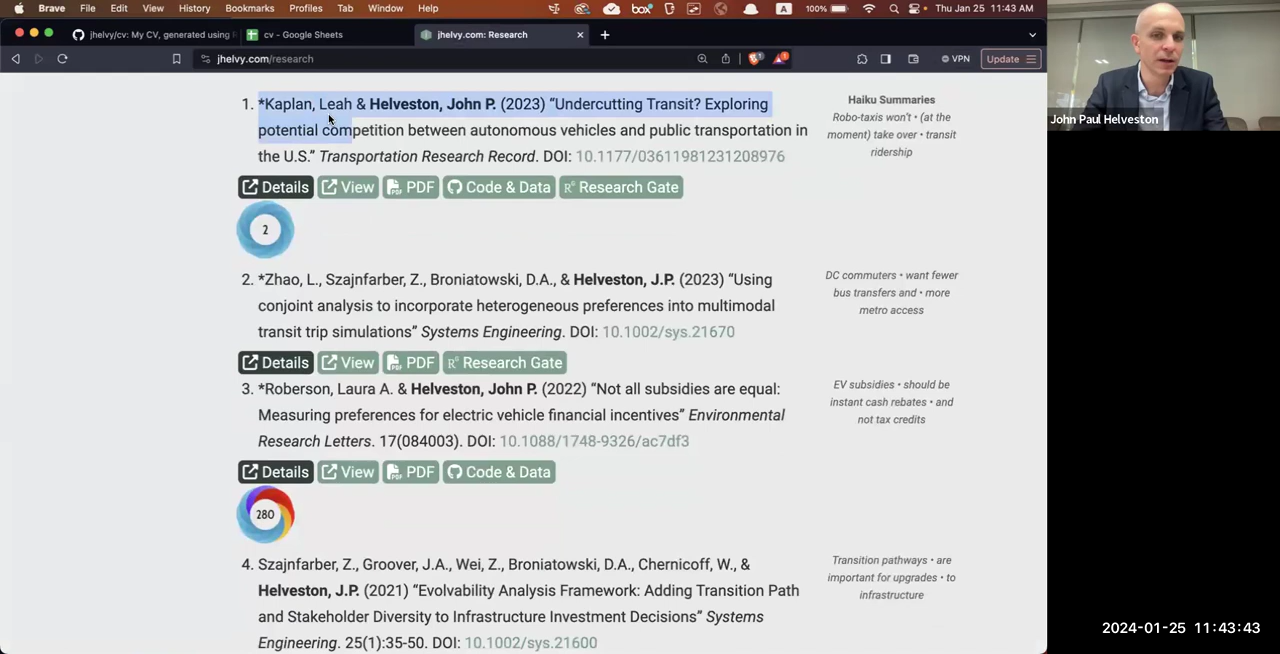 Brave File Edit View History Bookmarks Profiles Tab Window Help box A 100% Thu Jan 25 11:43 AM
jhelvy/cv: My CV, generated using
cv - Google Sheets
jhelvy.com: Research
jhelvy.com/research
VPN
Update
1. *Kaplan, Leah & Helveston, John P. (2023) “Undercutting Transit? Exploring
potential competition between autonomous vehicles and public transportation in
the U.S.” Transportation Research Record. DOI: 10.1177/03611981231208976
Details View PDF Code & Data Research Gate
2
Haiku Summaries
Robo-taxis won’t • (at the
moment) take over • transit
ridership
2. *Zhao, L., Szajnfarber, Z., Broniatowski, D.A., & Helveston, J.P. (2023) “Using
conjoint analysis to incorporate heterogeneous preferences into multimodal
transit trip simulations” Systems Engineering. DOI: 10.1002/sys.21670
Details View PDF Research Gate
DC commuters • want fewer
bus transfers and • more
metro access
3. *Roberson, Laura A. & Helveston, John P. (2022) “Not all subsidies are equal:
Measuring preferences for electric vehicle financial incentives” Environmental
Research Letters. 17(084003). DOI: 10.1088/1748-9326/ac7df3
Details View PDF Code & Data
280
EV subsidies • should be
instant cash rebates • and
not tax credits
4. Szajnfarber, Z., Groover, J.A., Wei, Z., Broniatowski, D.A., Chernicoff, W., &
Helveston, J.P. (2021) “Evolvability Analysis Framework: Adding Transition Path
and Stakeholder Diversity to Infrastructure Investment Decisions” Systems
Engineering. 25(1):35-50. DOI: 10.1002/sys.21600
Transition pathways • are
important for upgrades • to
infrastructure
John Paul Helveston
2024-01-25 11:43:43